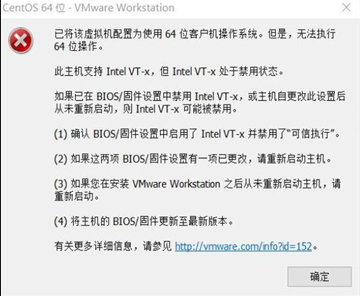 CentOS 64 位 - VMware Workstation
已将该虚拟机配置为使用 64 位客户机操作系统。但是，无法执行
64 位操作。
此主机支持 Intel VT-x，但 Intel VT-x 处于禁用状态。
如果已在 BIOS/固件设置中禁用 Intel VT-x，或主机自更改此设置后
从未重新启动，则 Intel VT-x 可能被禁用。
(1) 确认 BIOS/固件设置中启用了 Intel VT-x 并禁用了“可信执行”。
(2) 如果这两项 BIOS/固件设置有一项已更改，请重新启动主机。
(3) 如果您在安装 VMware Workstation 之后从未重新启动主机，请
重新启动。
(4) 将主机的 BIOS/固件更新至最新版本。
有关更多详细信息，请参见 http://vmware.com/info?id=152。
确定